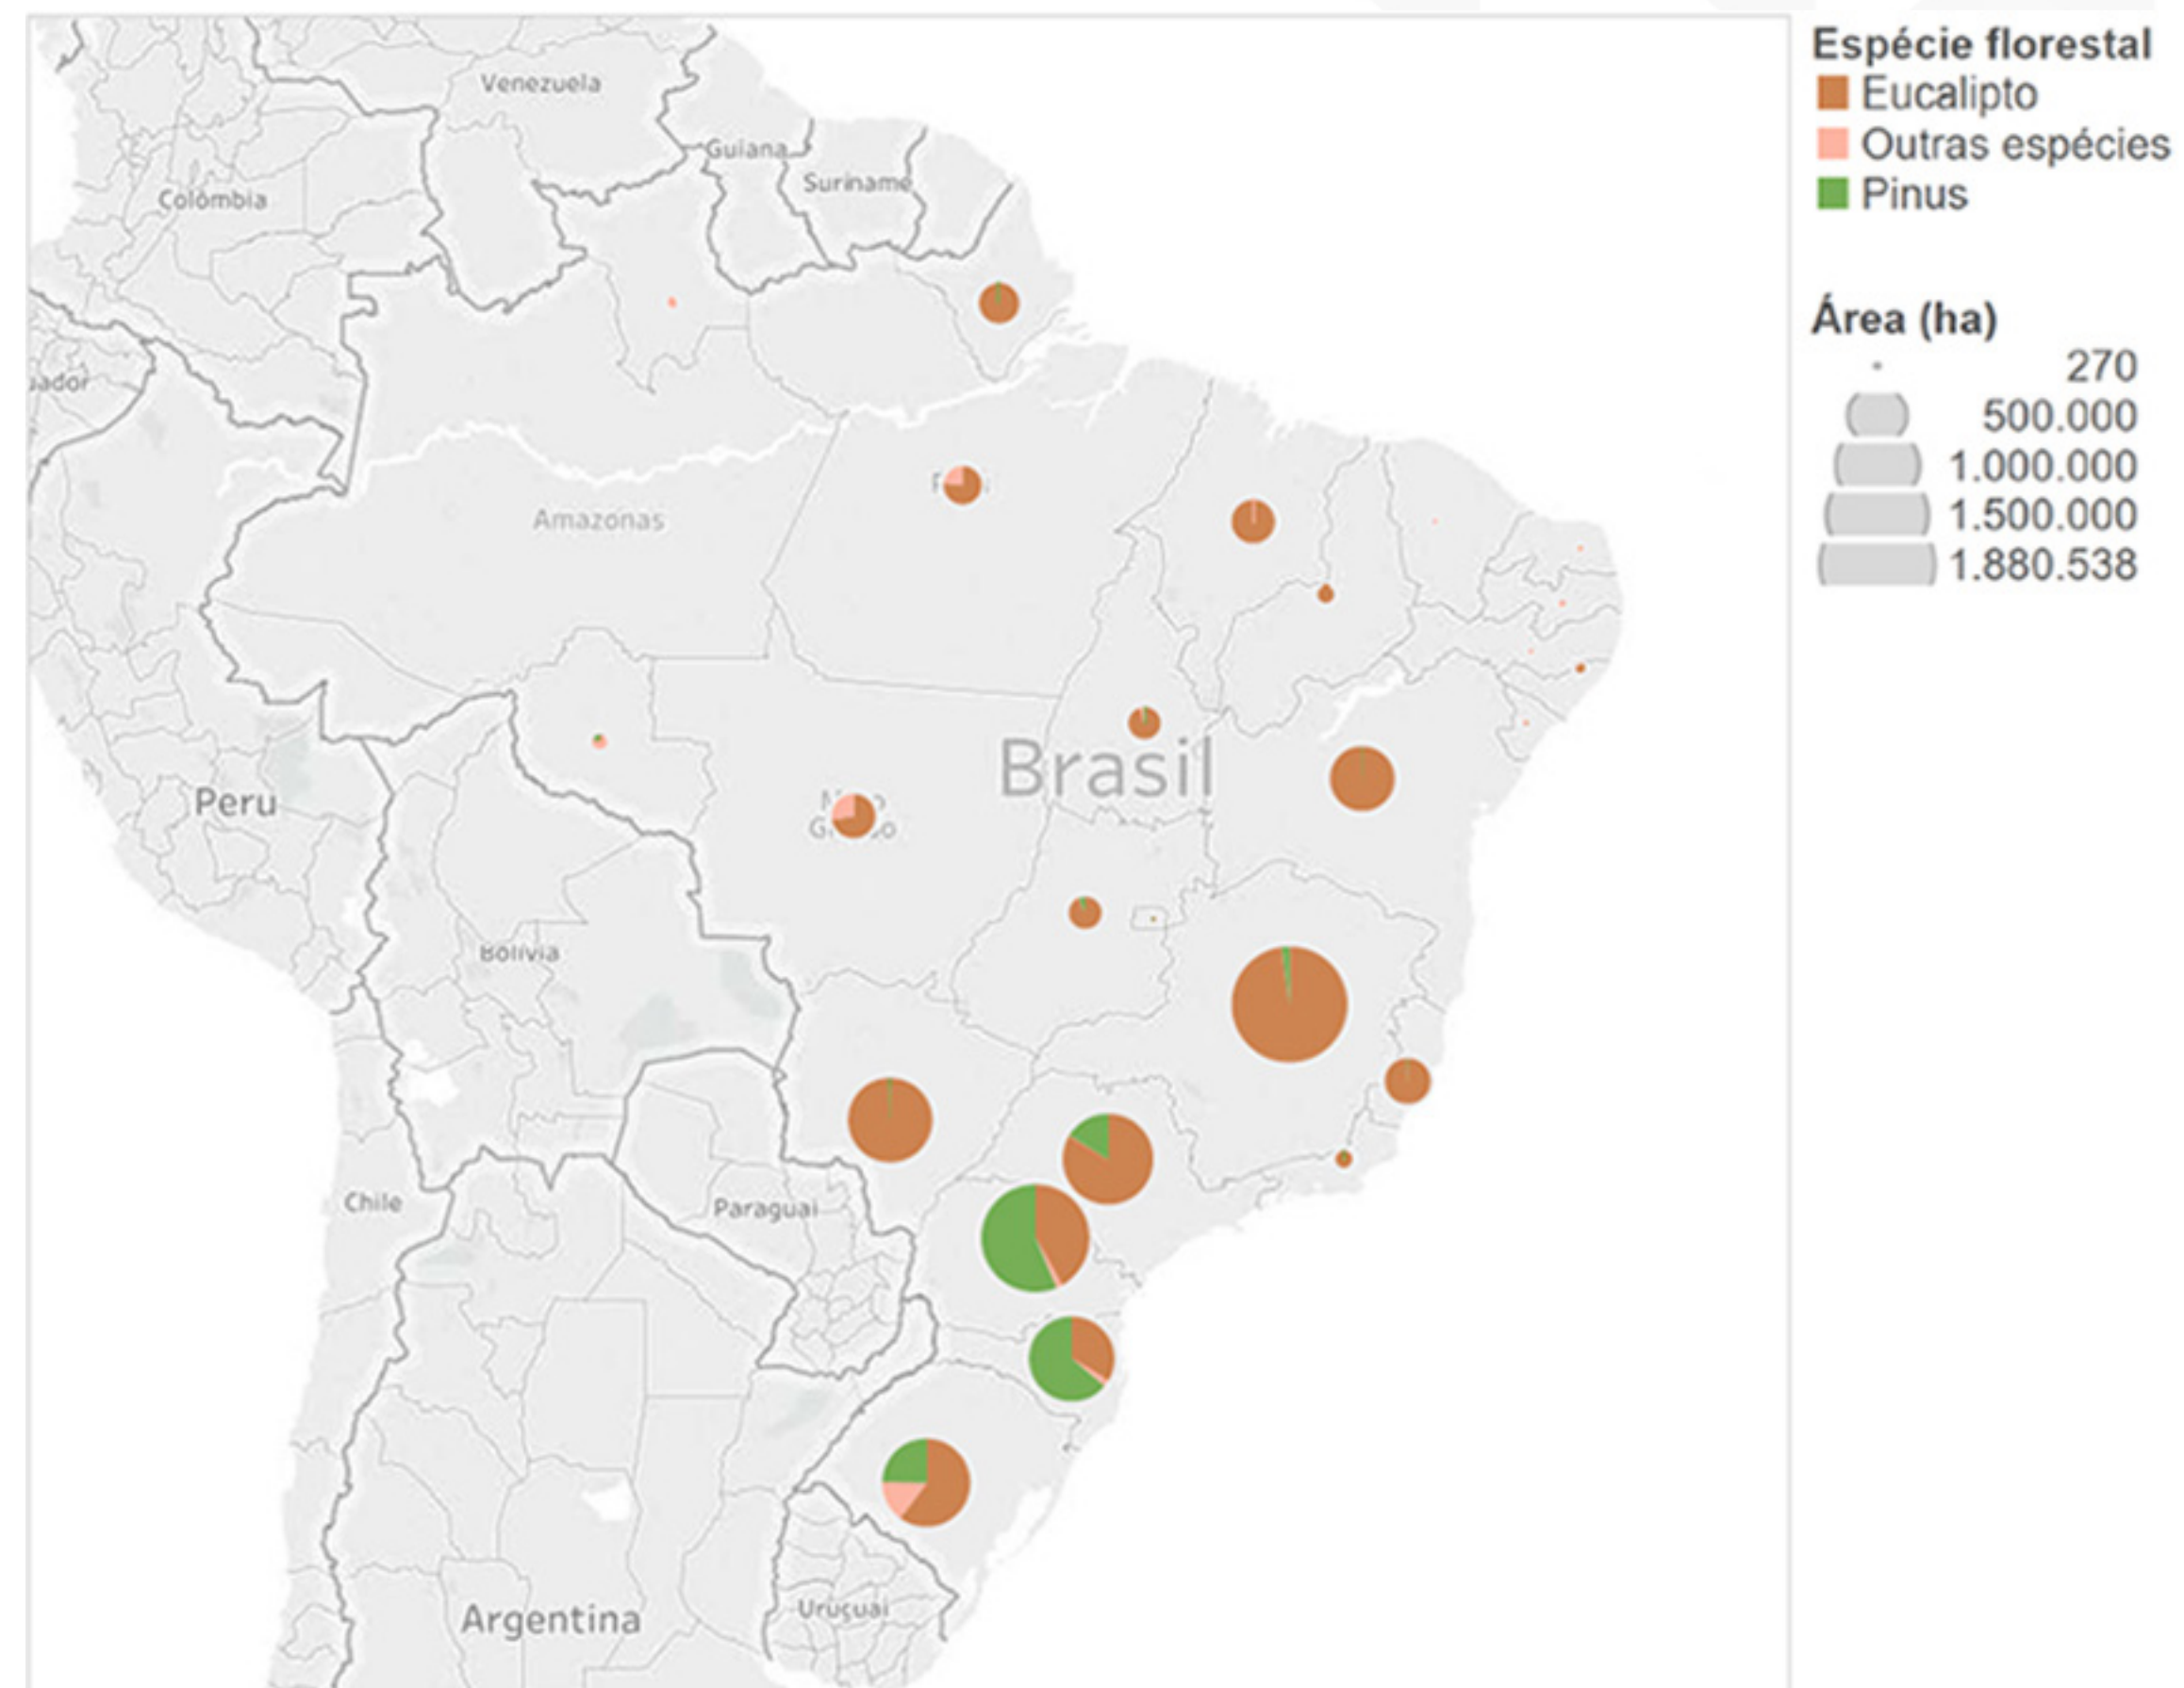 Espécie florestal
Eucalipto
Outras espécies
Pinus
Área (ha)
270
500.000
1.000.000
1.500.000
1.880.538
Venezuela
Guiana
Suriname
Colômbia
Amazonas
Brasil
Peru
Bolívia
Chile
Paraguai
Argentina
Uruguai